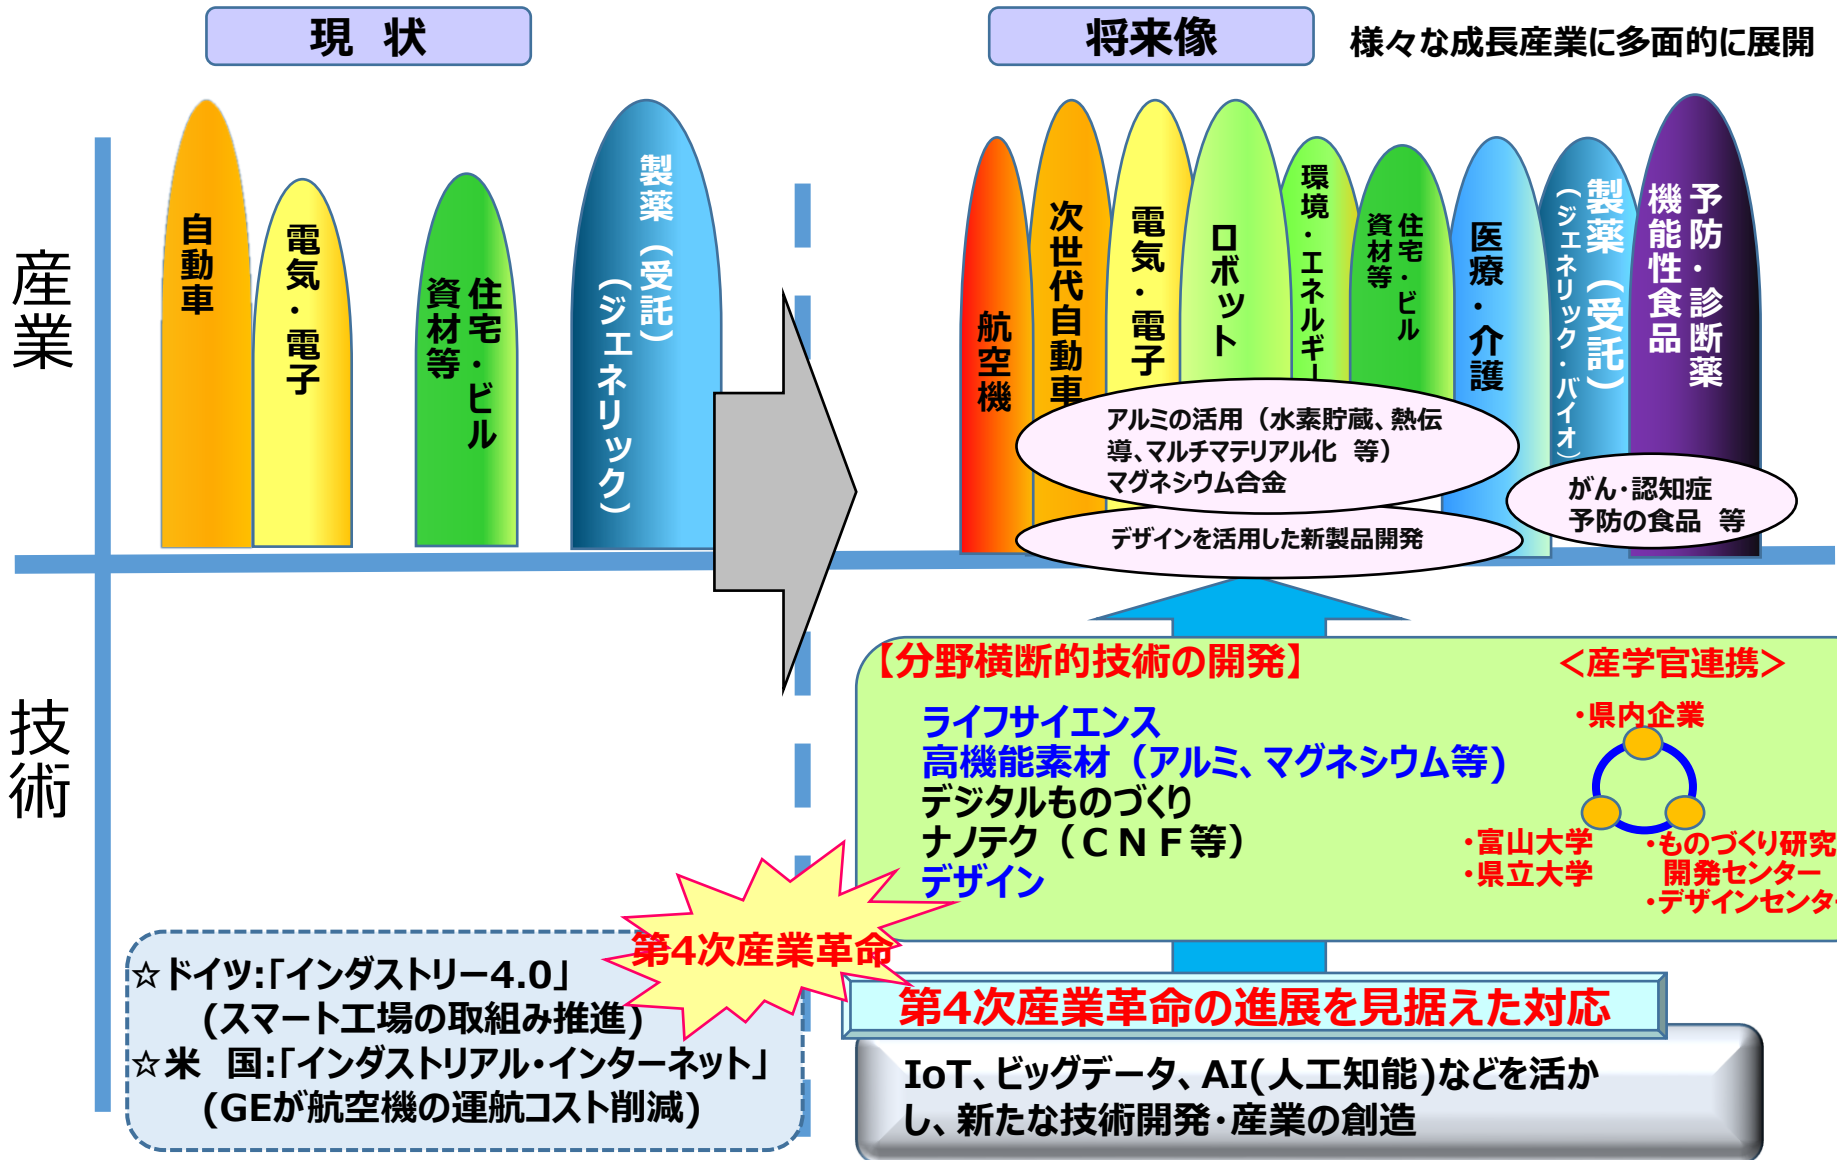 現 状
将来像
様々な成長産業に多面的に展開
産業
自動車
電気・電子
住宅・ビル
資材等
製薬（受託）
（ジェネリック）
航空機
次世代自動車
電気・電子
ロボット
環境・エネルギー
住宅・ビル
資材等
医療・介護
製薬（受託）
（ジェネリック・バイオ）
予防・診断薬
機能性食品
アルミの活用（水素貯蔵、熱伝
導、マルチマテリアル化 等）
マグネシウム合金
デザインを活用した新製品開発
がん・認知症
予防の食品 等
技術
【分野横断的技術の開発】
ライフサイエンス
高機能素材（アルミ、マグネシウム等)
デジタルものづくり
ナノテク（ＣＮＦ等）
デザイン
＜産学官連携＞
・県内企業
・富山大学
・県立大学
・ものづくり研究
開発センター
・デザインセンター
第4次産業革命
☆ドイツ:「インダストリー4.0」
(スマート工場の取組み推進)
☆米 国:「インダストリアル・インターネット」
(GEが航空機の運航コスト削減)
第4次産業革命の進展を見据えた対応
IoT、ビッグデータ、AI(人工知能)などを活か
し、新たな技術開発・産業の創造